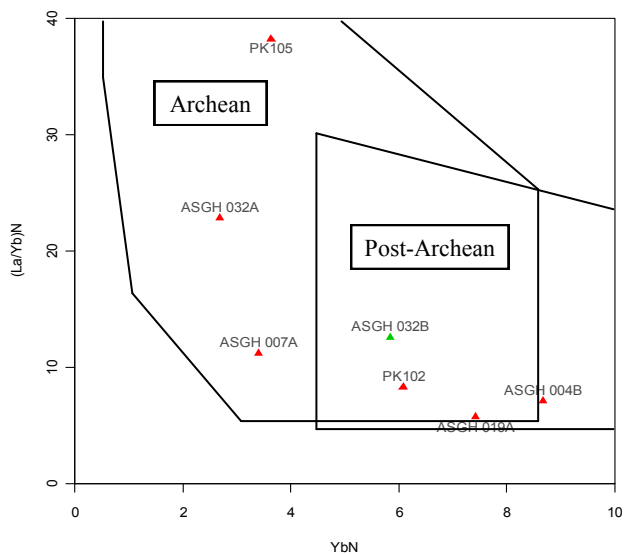 40
PK105
Archean
30
(La/Yb)N
ASGH 032A
20
Post-Archean
ASGH 032B
ASGH 007A
10
PK102
ASGH 004B
ASGH 019A
0
0 2 4 6 8 10
YbN